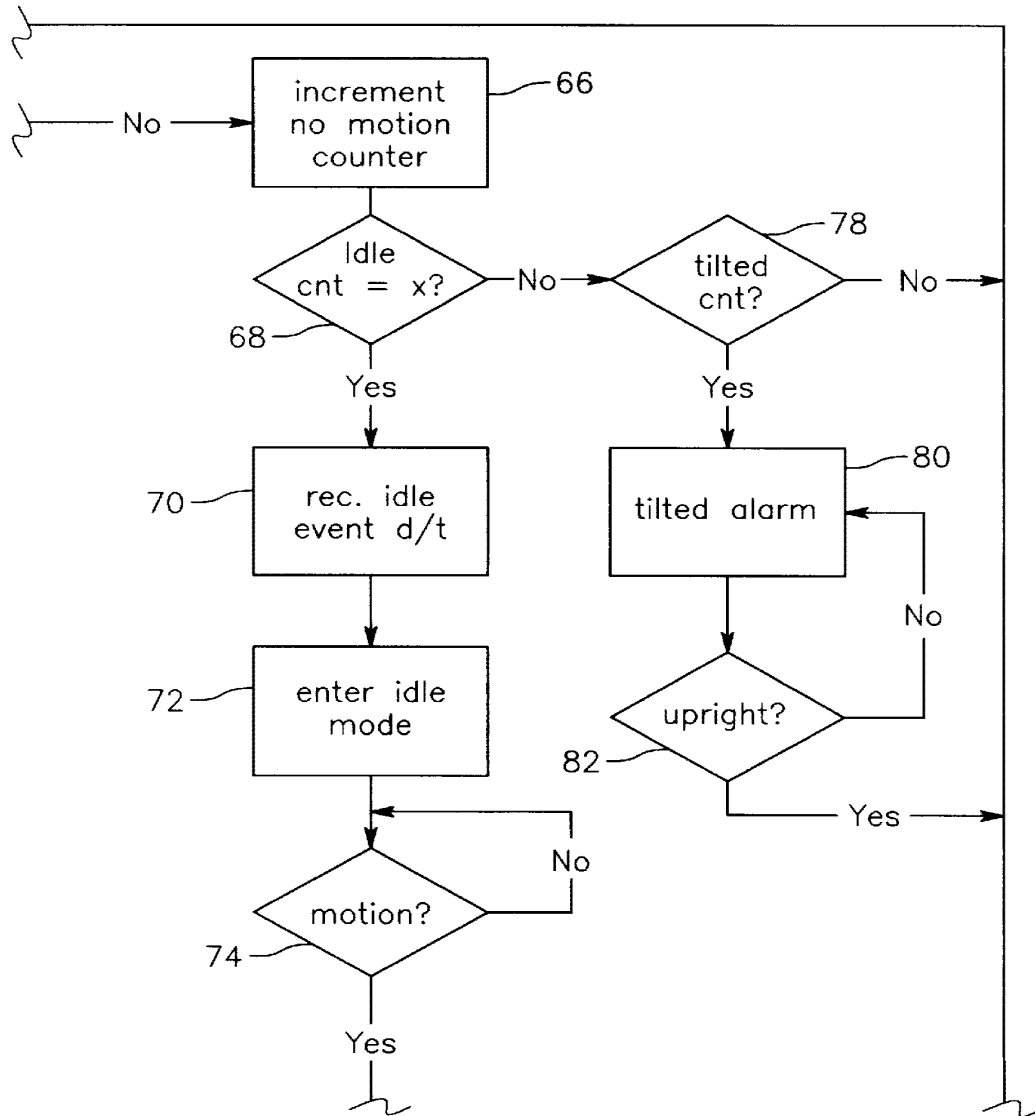 increment
no motion
counter
66
No
Idle
cnt = x?
68
No
tilted
cnt?
78
No
Yes
Yes
rec. idle
event d/t
70
tilted alarm
80
No
enter idle
mode
72
upright?
82
Yes
No
motion?
74
Yes